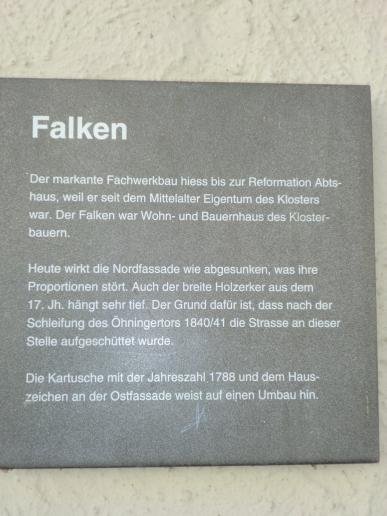 Falken
Der markante Fachwerkbau hiess bis zur Reformation Abts-
haus, weil er seit dem Mittelalter Eigentum des Klosters
war. Der Falken war Wohn- und Bauernhaus des Kloster-
bauern.
Heute wirkt die Nordfassade wie abgesunken, was ihre
Proportionen stört. Auch der breite Holzerker aus dem
17. Jh. hängt sehr tief. Der Grund dafür ist, dass nach der
Schleifung des Öhningertors 1840/41 die Strasse an dieser
Stelle aufgeschüttet wurde.
Die Kartusche mit der Jahreszahl 1788 und dem Haus-
zeichen an der Ostfassade weist auf einen Umbau hin.